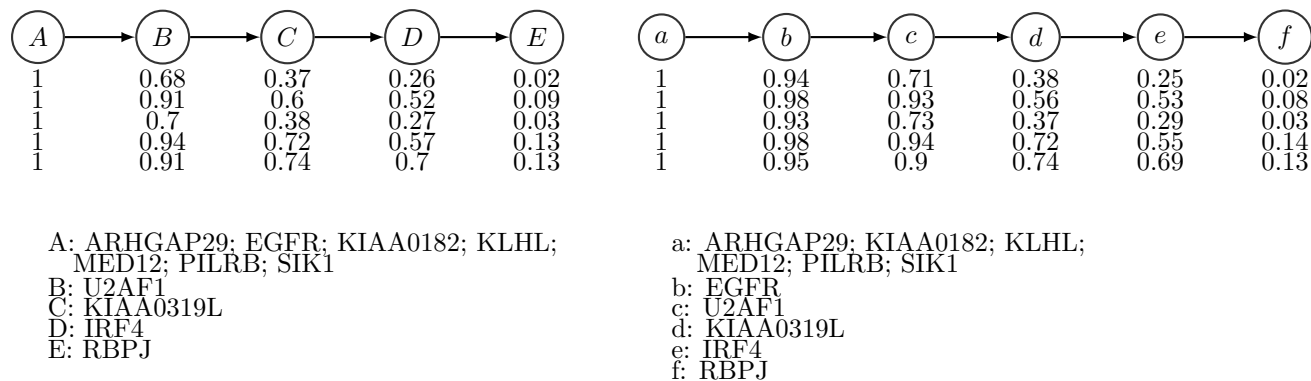 A B C D E
1 0.68 0.37 0.26 0.02
1 0.91 0.6 0.52 0.09
1 0.7 0.38 0.27 0.03
1 0.94 0.72 0.57 0.13
1 0.91 0.74 0.7 0.13
A: ARHGAP29; EGFR; KIAA0182; KLHL;
MED12; PILRB; SIK1
B: U2AF1
C: KIAA0319L
D: IRF4
E: RBPJ
a b c d e f
1 0.94 0.71 0.38 0.25 0.02
1 0.98 0.93 0.56 0.53 0.08
1 0.93 0.73 0.37 0.29 0.03
1 0.98 0.94 0.72 0.55 0.14
1 0.95 0.9 0.74 0.69 0.13
a: ARHGAP29; KIAA0182; KLHL;
MED12; PILRB; SIK1
b: EGFR
c: U2AF1
d: KIAA0319L
e: IRF4
f: RBPJ